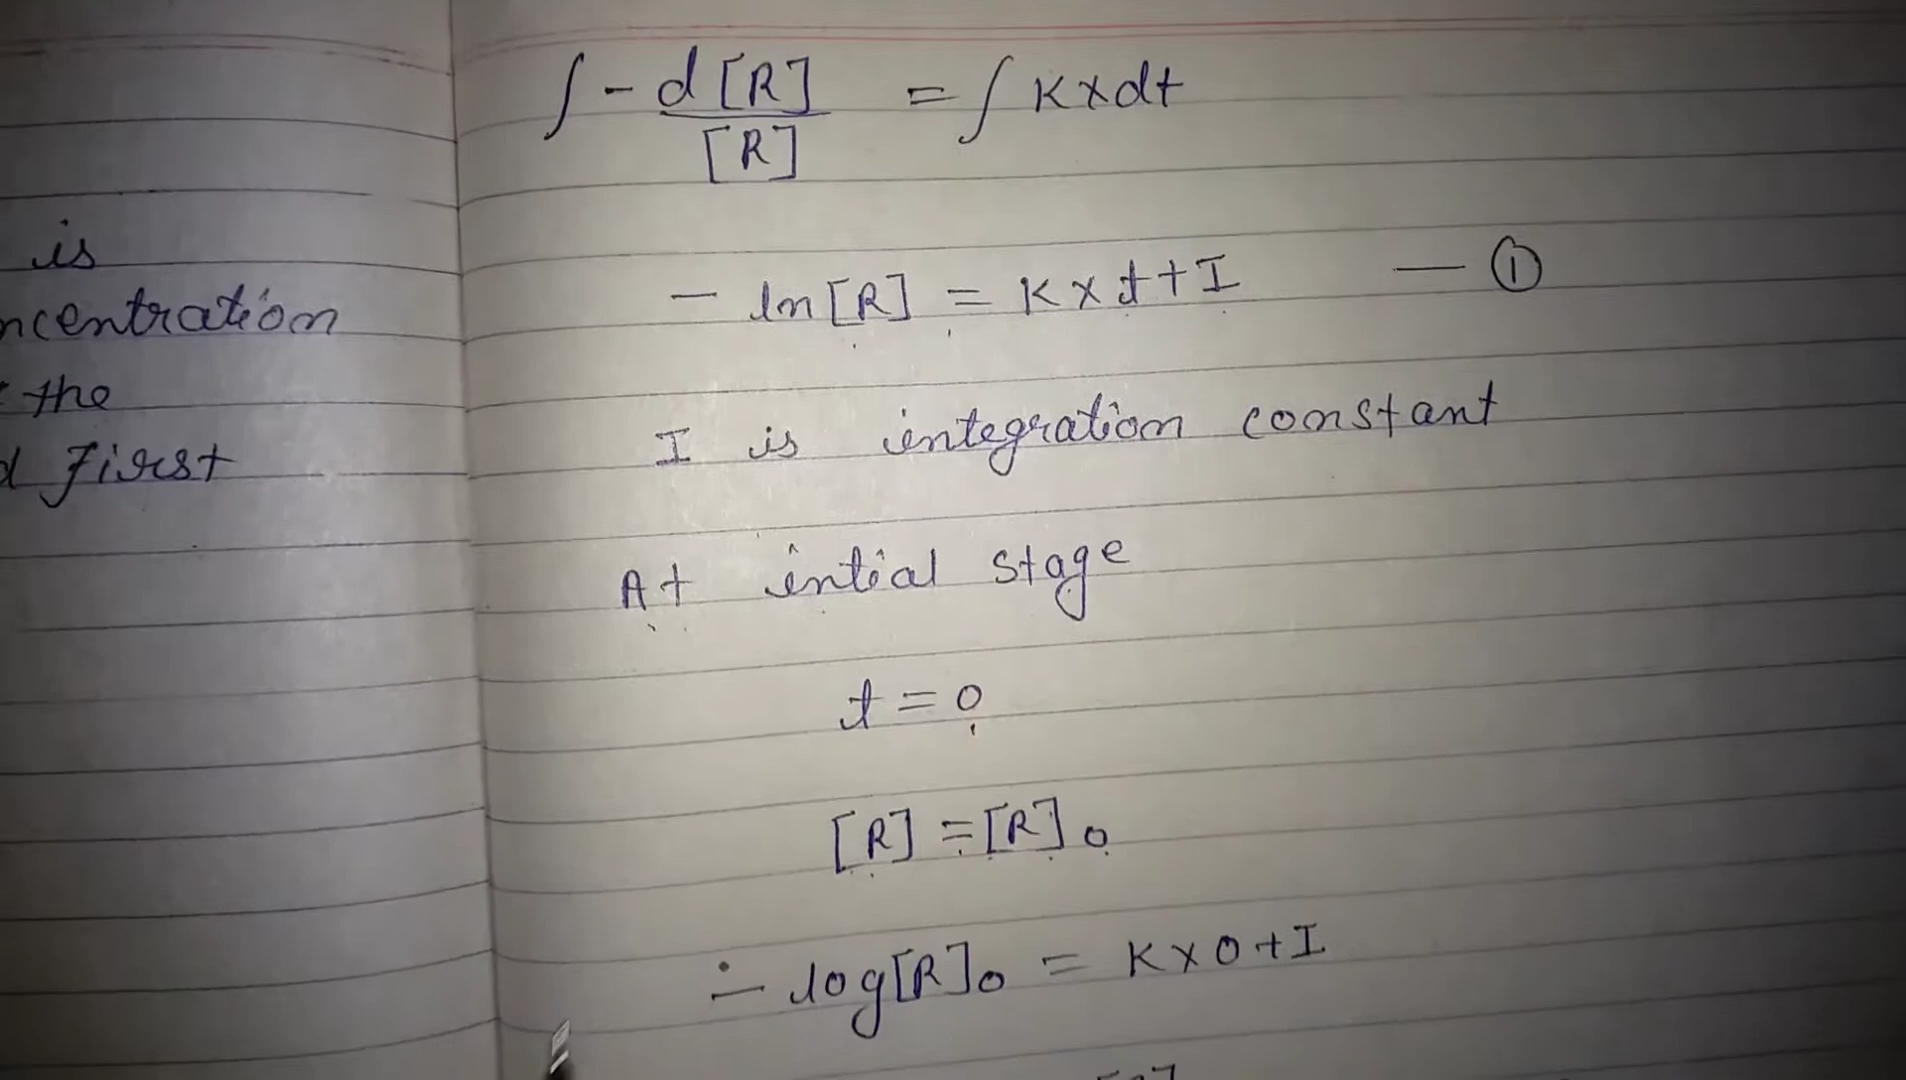 is
ncentration
the
d First
∫ - d[R] / [R] = ∫ K x dt
- ln[R] = K x t + I — ①
I is integration constant
At intial stage
t = 0
[R] = [R]₀
- log[R]₀ = K x 0 + I